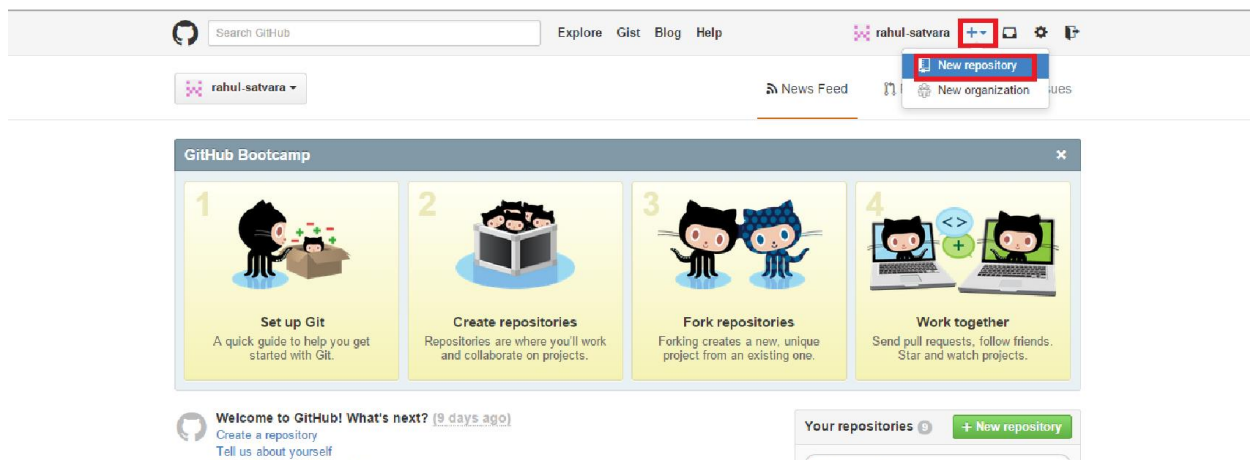 Search GitHub
Explore Gist Blog Help
rahul-satvara
New repository
New organization
rahul-satvara
News Feed
ues
GitHub Bootcamp
1
Set up Git
A quick guide to help you get
started with Git.
2
Create repositories
Repositories are where you'll work
and collaborate on projects.
3
Fork repositories
Forking creates a new, unique
project from an existing one.
4
Work together
Send pull requests, follow friends.
Star and watch projects.
Welcome to GitHub! What's next? (9 days ago)
Create a repository
Tell us about yourself
Your repositories 9
+ New repository